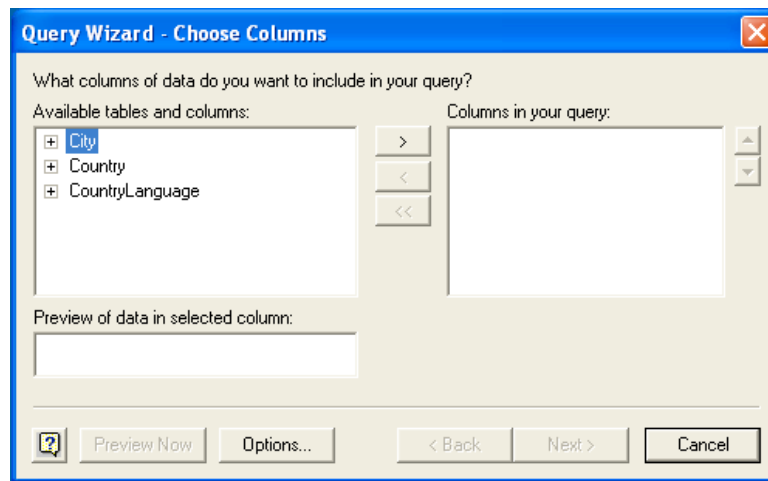 Query Wizard - Choose Columns
What columns of data do you want to include in your query?
Available tables and columns:
Columns in your query:
City
Country
CountryLanguage
>
<
<<
Preview of data in selected column:
Preview Now
Options...
< Back
Next >
Cancel